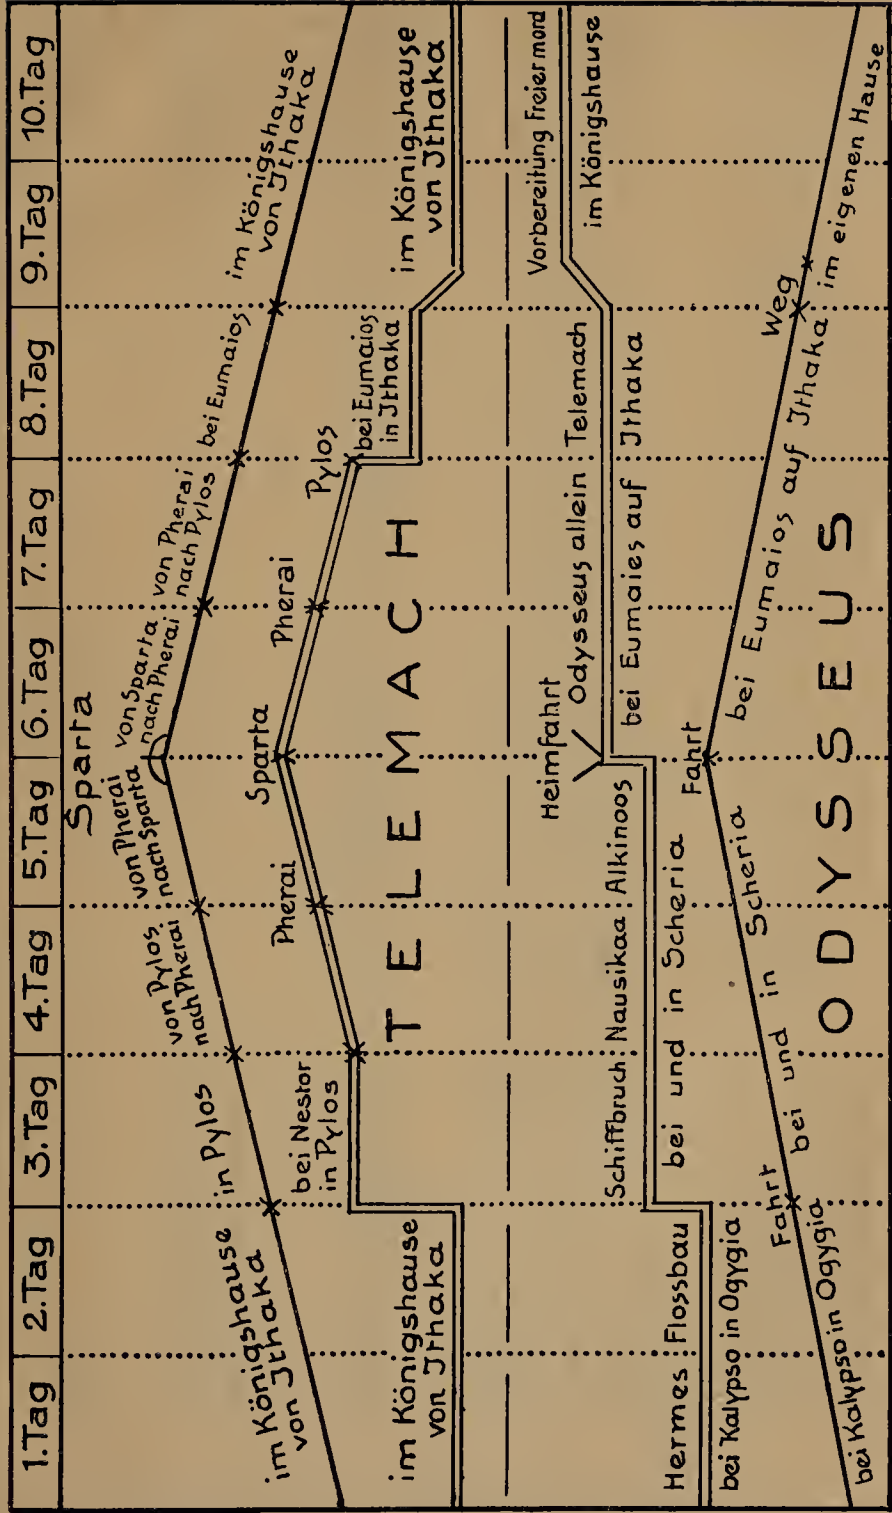 1.Tag
2.Tag
3.Tag
4.Tag
5.Tag
6.Tag
7.Tag
8.Tag
9.Tag
10.Tag
Sparta
im Königshause
von Jthaka
in Pylos
von Pylos
nach Pherai
von Pherai
nach Sparta
von Sparta
nach Pherai
von Pherai
nach Pylos
bei Eumaios
im Königshause
von Jthaka
im Königshause
von Jthaka
bei Nestor
in Pylos
Pherai
Sparta
Pherai
Pylos
bei Eumaios
in Jthaka
im Königshause
von Jthaka
TELEMACH
Hermes Flossbau
Schiffbruch Nausikaa Alkinoos
Heimfahrt
Odysseus allein Telemach
Vorbereitung Freiermord
bei Kalypso in Ogygia
bei und in Scheria
bei Eumaies auf Jthaka
im Königshause
bei Kalypso in Ogygia
Fahrt
bei und in Scheria
Fahrt
bei Eumaios auf Jthaka
Weg
im eigenen Hause
ODYSSEUS